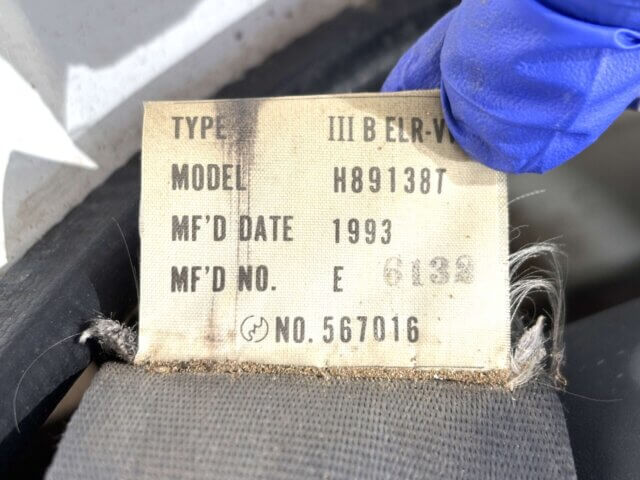 TYPE III B ELR-V
MODEL H89138T
MF'D DATE 1993
MF'D NO. E 6132
NO. 567016